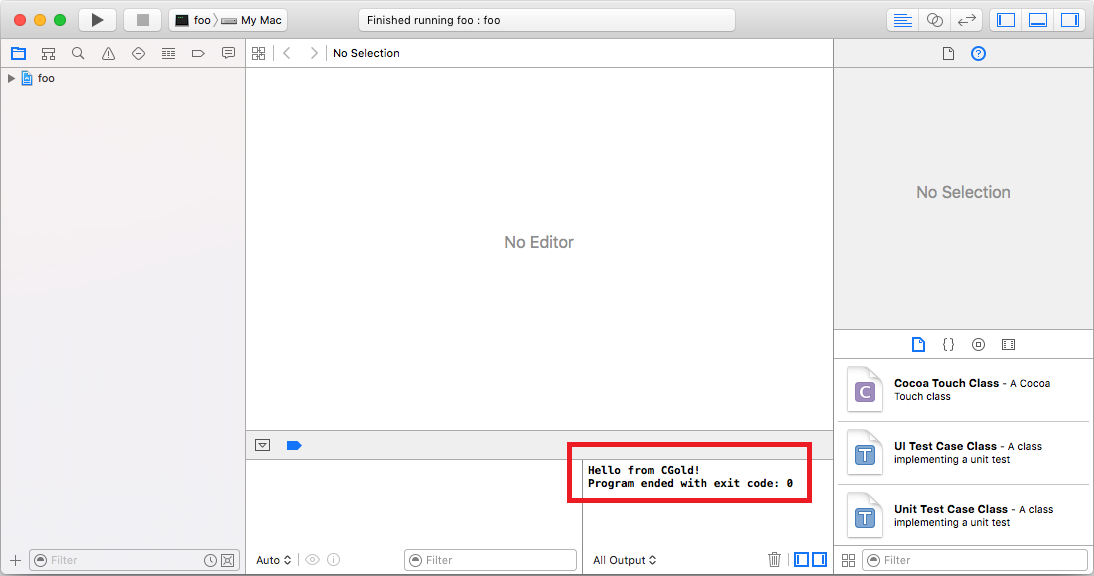 foo My Mac
Finished running foo : foo
No Selection
foo
No Editor
No Selection
C
Cocoa Touch Class - A Cocoa
Touch class
T
UI Test Case Class - A class
implementing a unit test
T
Unit Test Case Class - A class
implementing a unit test
Hello from CGold!
Program ended with exit code: 0
Filter
Auto
Filter
All Output
Filter